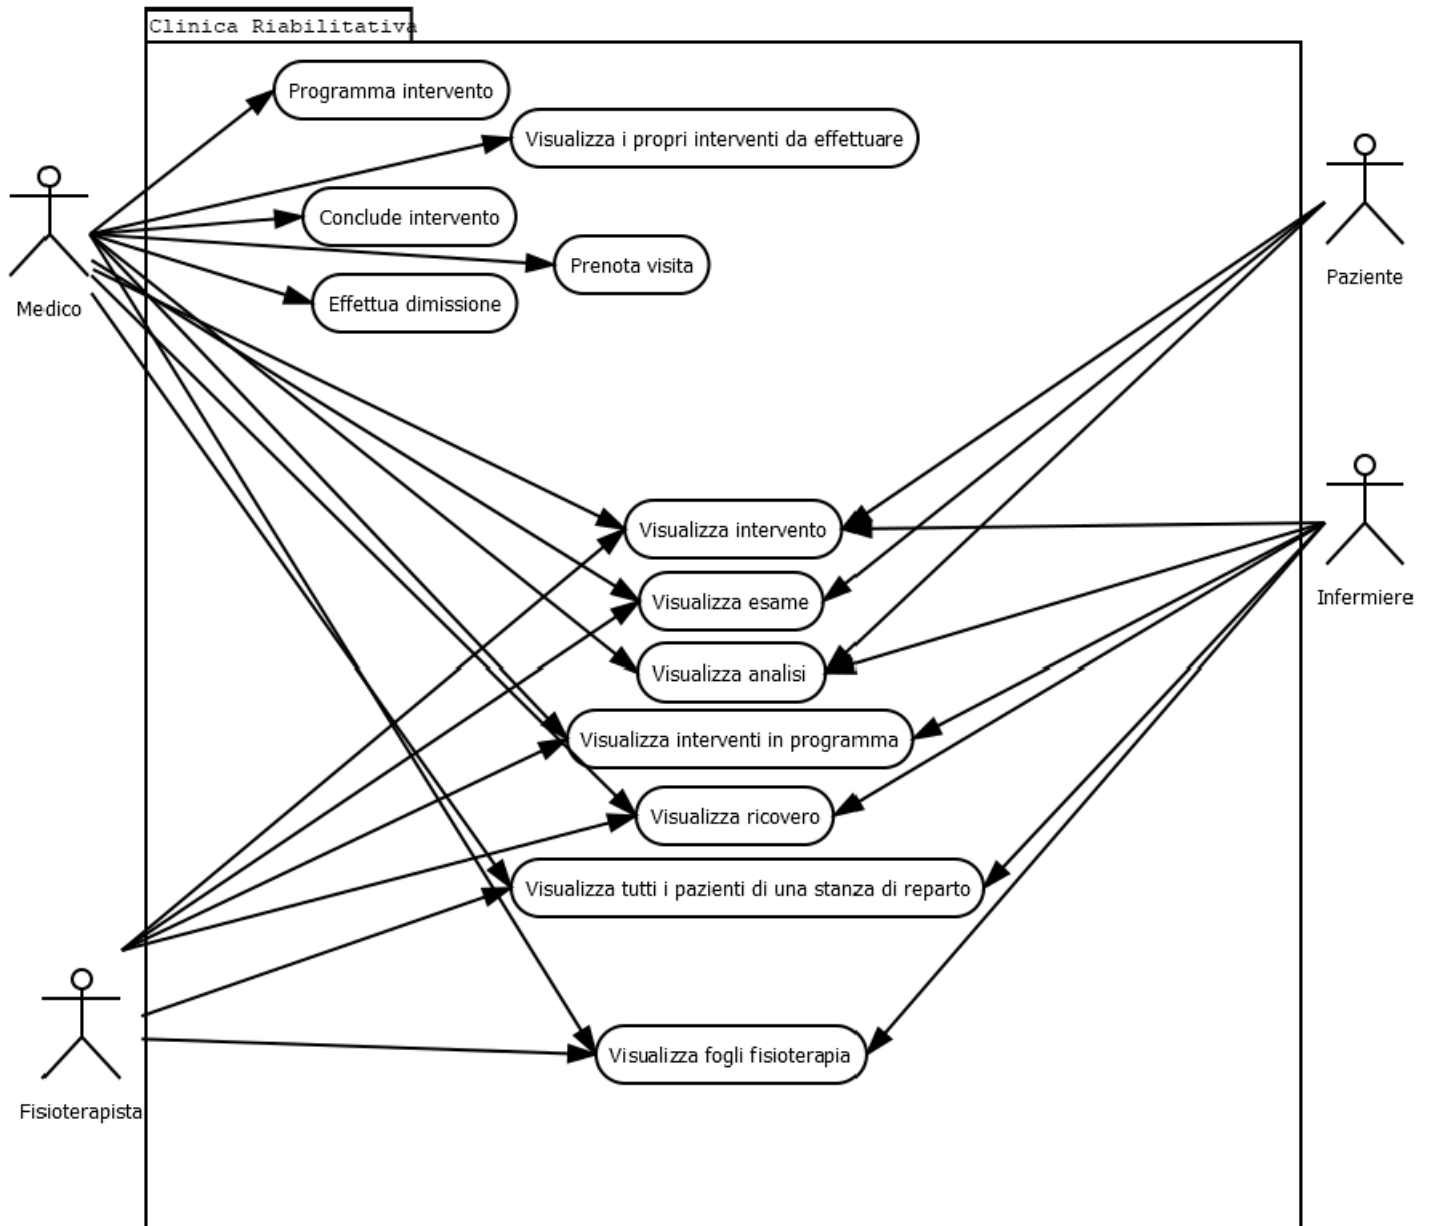 Clinica Riabilitativa
Programma intervento
Visualizza i propri interventi da effettuare
Conclude intervento
Prenota visita
Effettua dimissione
Medico
Paziente
Visualizza intervento
Visualizza esame
Infermiere
Visualizza analisi
Visualizza interventi in programma
Visualizza ricovero
Visualizza tutti i pazienti di una stanza di reparto
Visualizza fogli fisioterapia
Fisioterapista